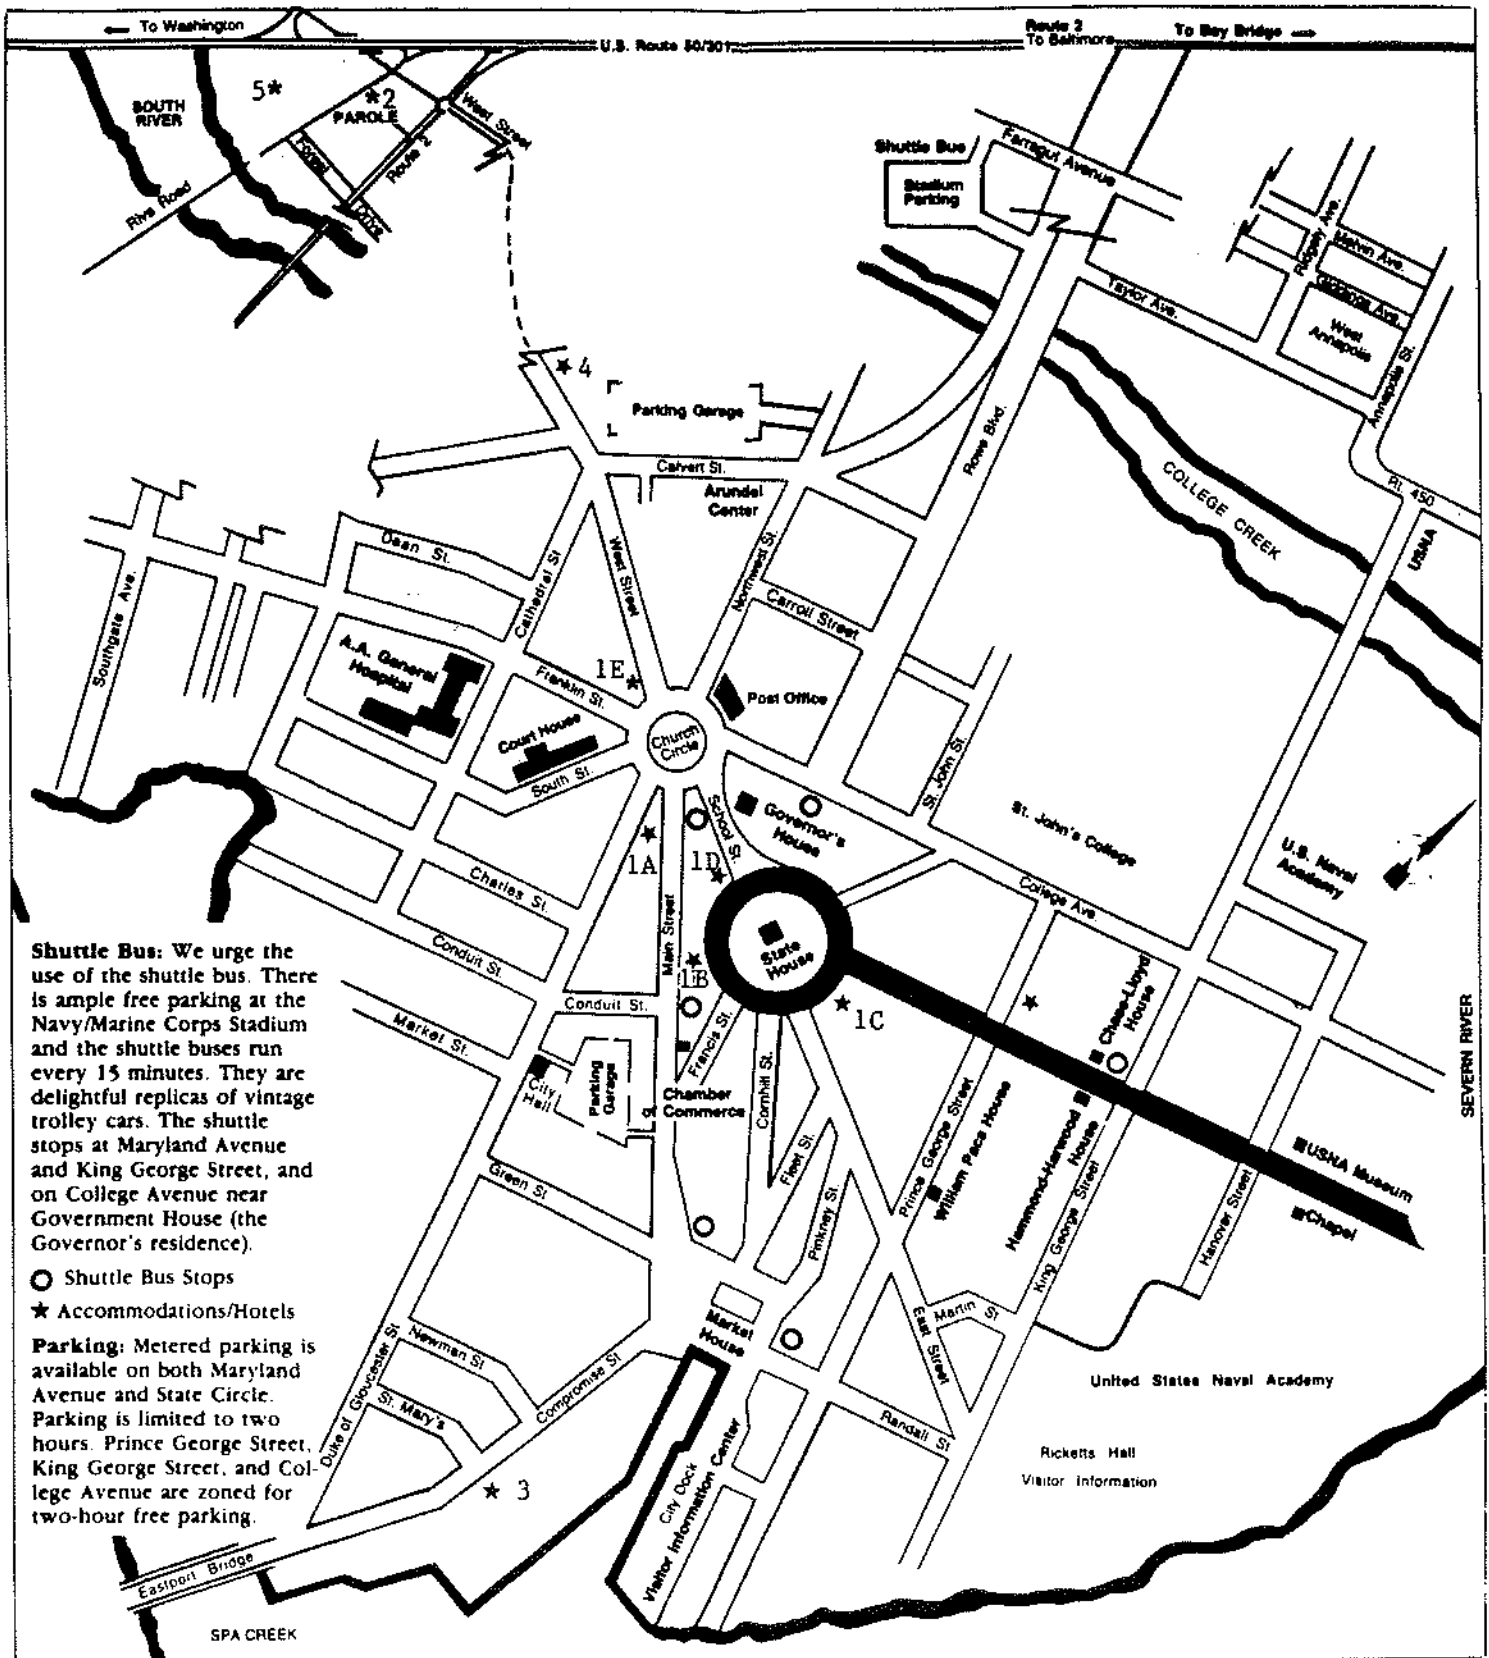 To Washington
U.S. Route 50/301
Route 2
To Baltimore
To Bay Bridge
SOUTH
RIVER
5
2
PAROLE
West Street
Route 2
Forest
Drive
Riva Road
Shuttle Bus
Stadium
Parking
Farragut Avenue
Ridgely Ave.
Melvin Ave.
Giddings Ave.
West
Annapolis
Taylor Ave.
Annapolis St.
4
Parking Garage
Calvert St.
Arundel
Center
Rowe Blvd.
COLLEGE CREEK
Rt. 450
USNA
Dean St.
Cathedral St
West Street
Northwest St.
Carroll Street
Southgate Ave.
A.A. General
Hospital
1E
Franklin St.
Court House
South St.
Church
Circle
Post Office
St. John St.
School St.
Governor's
House
St. John's College
U.S. Naval
Academy
1A
1D
Charles St.
Main Street
College Ave.
State
House
Conduit St.
1B
1C
Conduit St.
Francis St.
Chase-Lloyd
House
Market St.
City
Hall
Parking
Garage
Chamber
of Commerce
Cornhill St.
Fleet St.
Pinkney St.
Prince George Street
William Paca House
Hammond-Harwood
House
King George Street
USNA Museum
Chapel
Hanover Street
SEVERN RIVER
Green St
Market
House
East Street
Martin St
Newman St
Duke of Gloucester St
St. Mary's
Compromise St
Randall St
United States Naval Academy
Ricketts Hall
Visitor Information
3
City Dock
Visitor Information Center
Eastport Bridge
SPA CREEK
Shuttle Bus: We urge the
use of the shuttle bus. There
is ample free parking at the
Navy/Marine Corps Stadium
and the shuttle buses run
every 15 minutes. They are
delightful replicas of vintage
trolley cars. The shuttle
stops at Maryland Avenue
and King George Street, and
on College Avenue near
Government House (the
Governor's residence).
Shuttle Bus Stops
Accommodations/Hotels
Parking: Metered parking is
available on both Maryland
Avenue and State Circle.
Parking is limited to two
hours. Prince George Street,
King George Street, and Col-
lege Avenue are zoned for
two-hour free parking.